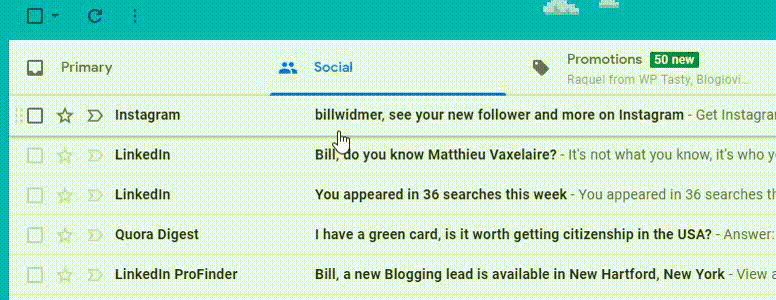 Primary Social Promotions 50 new
Raquel from WP Tasty, Blogiovi...
Instagram billwidmer, see your new follower and more on Instagram - Get Instagra
LinkedIn Bill, do you know Matthieu Vaxelaire? - It's not what you know, it's who y
LinkedIn You appeared in 36 searches this week - You appeared in 36 searches th
Quora Digest I have a green card, is it worth getting citizenship in the USA? - Answer:
LinkedIn ProFinder Bill, a new Blogging lead is available in New Hartford, New York - View a